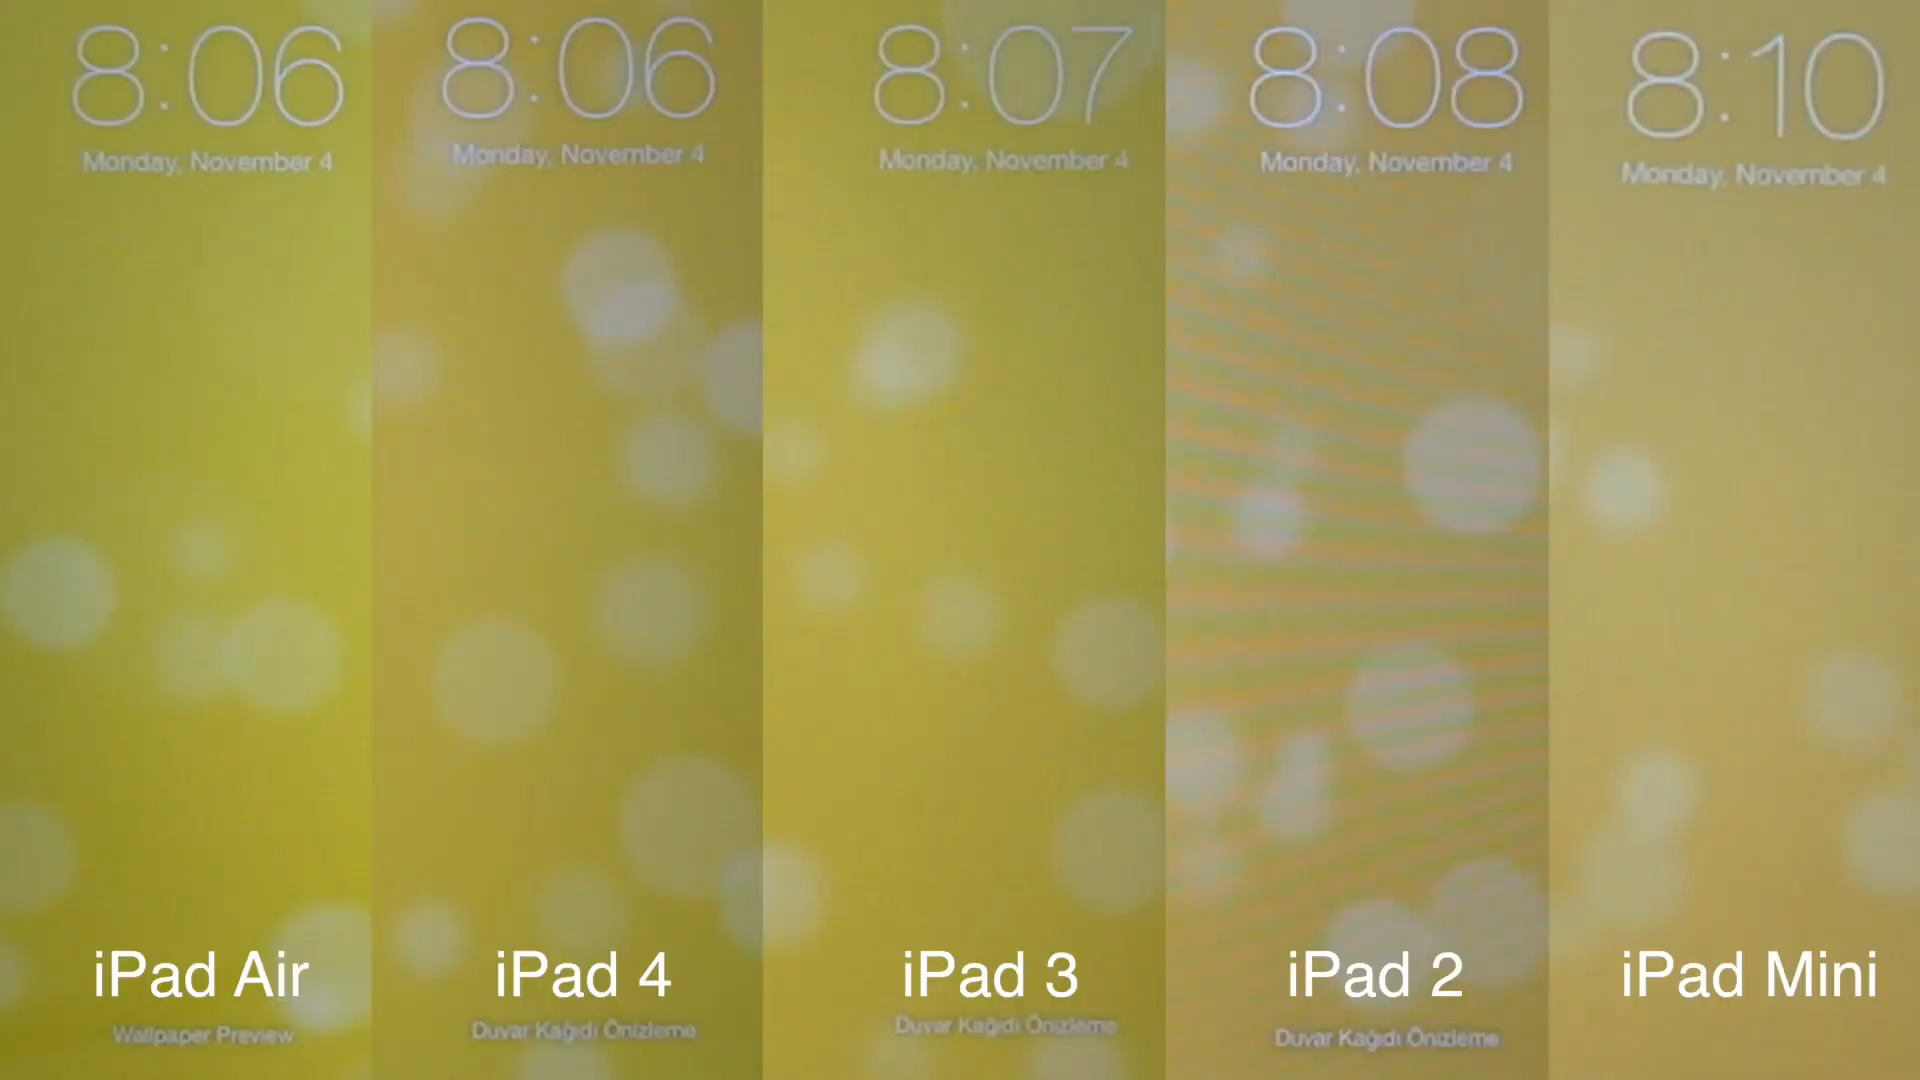 8:06
Monday, November 4
iPad Air
Wallpaper Preview
8:06
Monday, November 4
iPad 4
Duvar Kağıdı Önizleme
8:07
Monday, November 4
iPad 3
Duvar Kağıdı Önizleme
8:08
Monday, November 4
iPad 2
Duvar Kağıdı Önizleme
8:10
Monday, November 4
iPad Mini